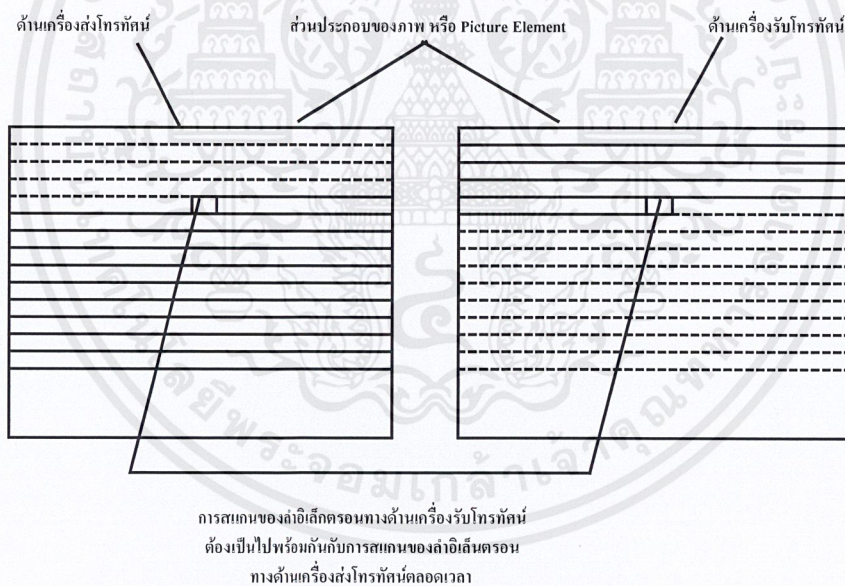 ด้านเครื่องส่งโทรทัศน์ ส่วนประกอบของภาพ หรือ Picture Element ด้านเครื่องรับโทรทัศน์
การสแกนของลำอิเล็กตรอนทางด้านเครื่องรับโทรทัศน์
ต้องเป็นไปพร้อมกันกับการสแกนของลำอิเล็นตรอน
ทางด้านเครื่องส่งโทรทัศน์ตลอดเวลา